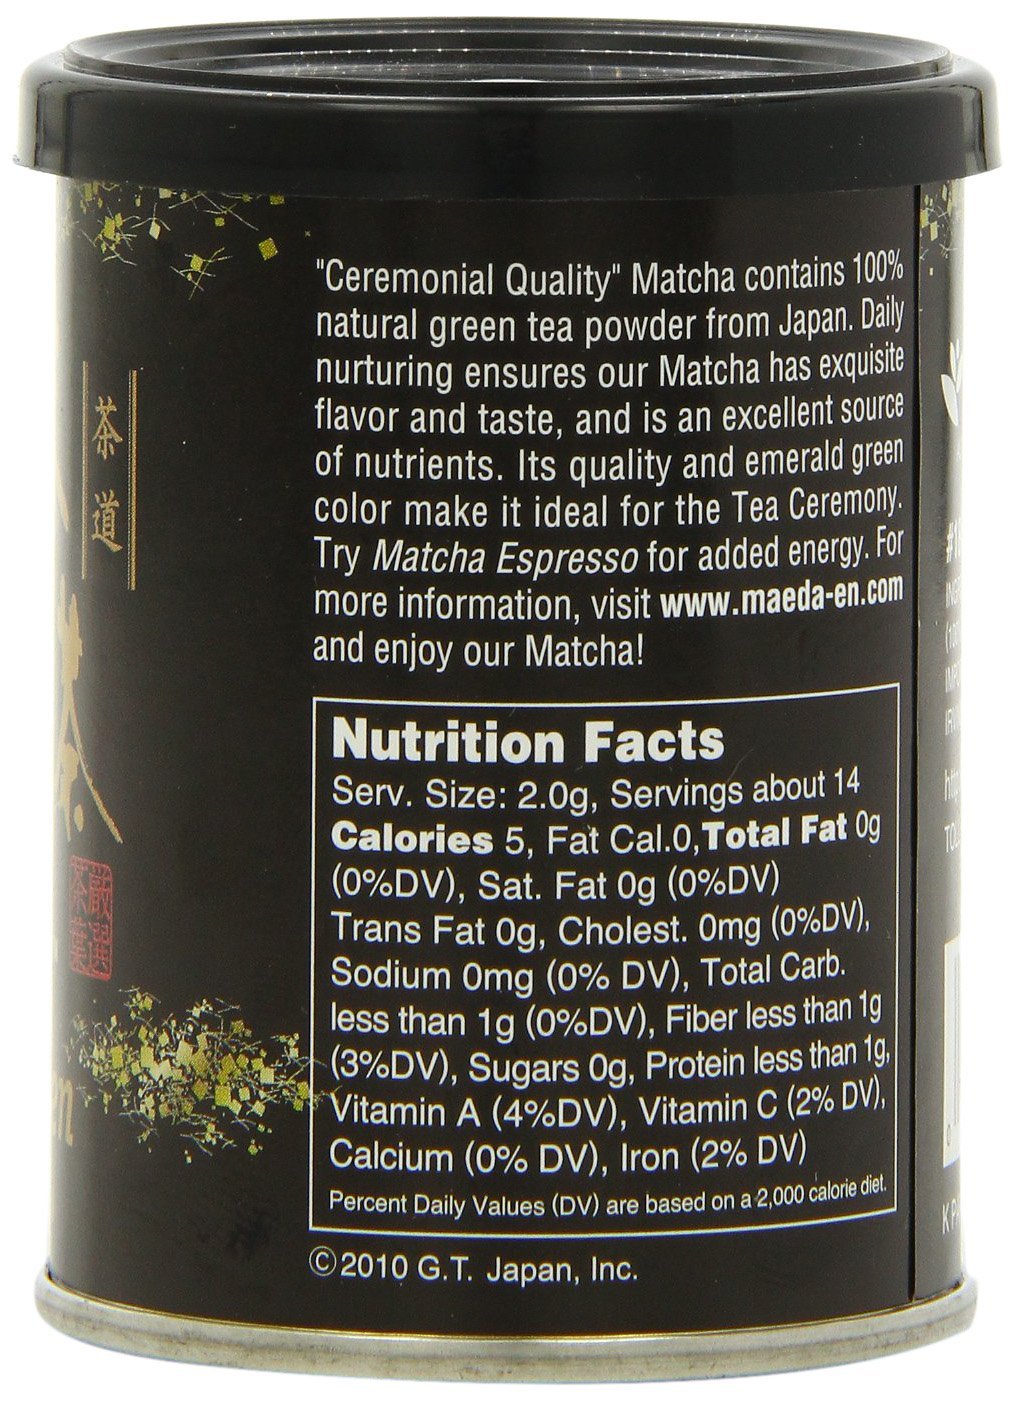 "Ceremonial Quality" Matcha contains 100%
natural green tea powder from Japan. Daily
nurturing ensures our Matcha has exquisite
flavor and taste, and is an excellent source
of nutrients. Its quality and emerald green
color make it ideal for the Tea Ceremony.
Try Matcha Espresso for added energy. For
more information, visit www.maeda-en.com
and enjoy our Matcha!
Nutrition Facts
Serv. Size: 2.0g, Servings about 14
Calories 5, Fat Cal.0,Total Fat 0g
(0%DV), Sat. Fat 0g (0%DV)
Trans Fat 0g, Cholest. 0mg (0%DV),
Sodium 0mg (0% DV), Total Carb.
less than 1g (0%DV), Fiber less than 1g
(3%DV), Sugars 0g, Protein less than 1g,
Vitamin A (4%DV), Vitamin C (2% DV),
Calcium (0% DV), Iron (2% DV)
Percent Daily Values (DV) are based on a 2,000 calorie diet.
©2010 G.T. Japan, Inc.
茶道
厳選
茶葉